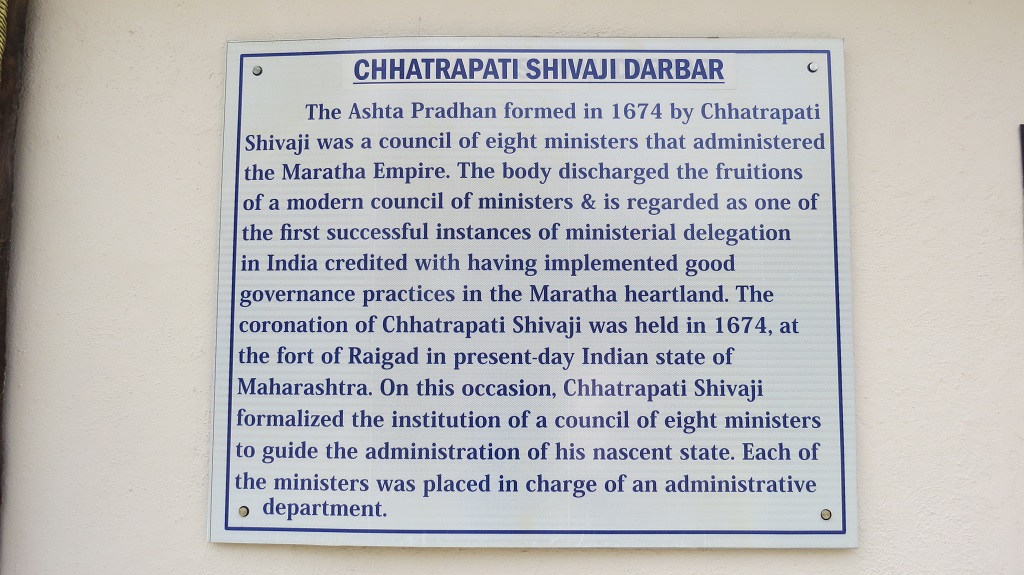 CHHATRAPATI SHIVAJI DARBAR
The Ashta Pradhan formed in 1674 by Chhatrapati
Shivaji was a council of eight ministers that administered
the Maratha Empire. The body discharged the fruitions
of a modern council of ministers & is regarded as one of
the first successful instances of ministerial delegation
in India credited with having implemented good
governance practices in the Maratha heartland. The
coronation of Chhatrapati Shivaji was held in 1674, at
the fort of Raigad in present-day Indian state of
Maharashtra. On this occasion, Chhatrapati Shivaji
formalized the institution of a council of eight ministers
to guide the administration of his nascent state. Each of
the ministers was placed in charge of an administrative
department.